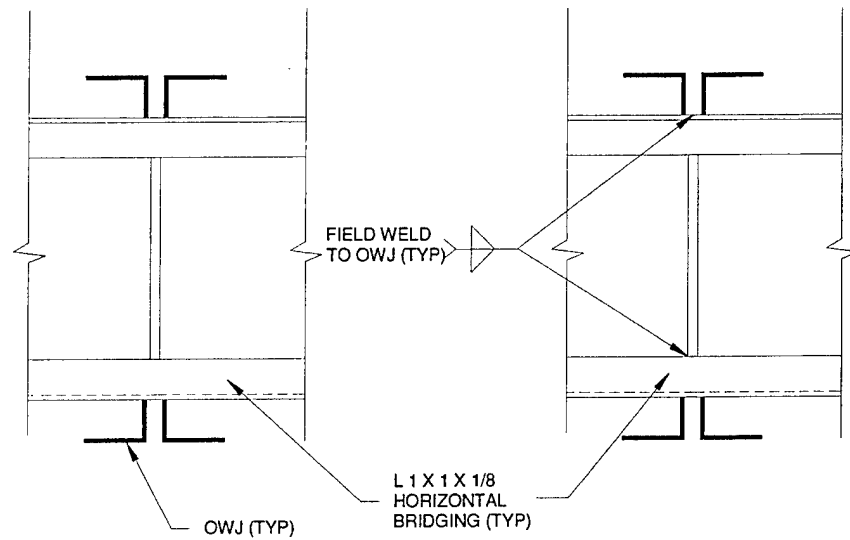 FIELD WELD
TO OWJ (TYP)
L 1 X 1 X 1/8
HORIZONTAL
BRIDGING (TYP)
OWJ (TYP)